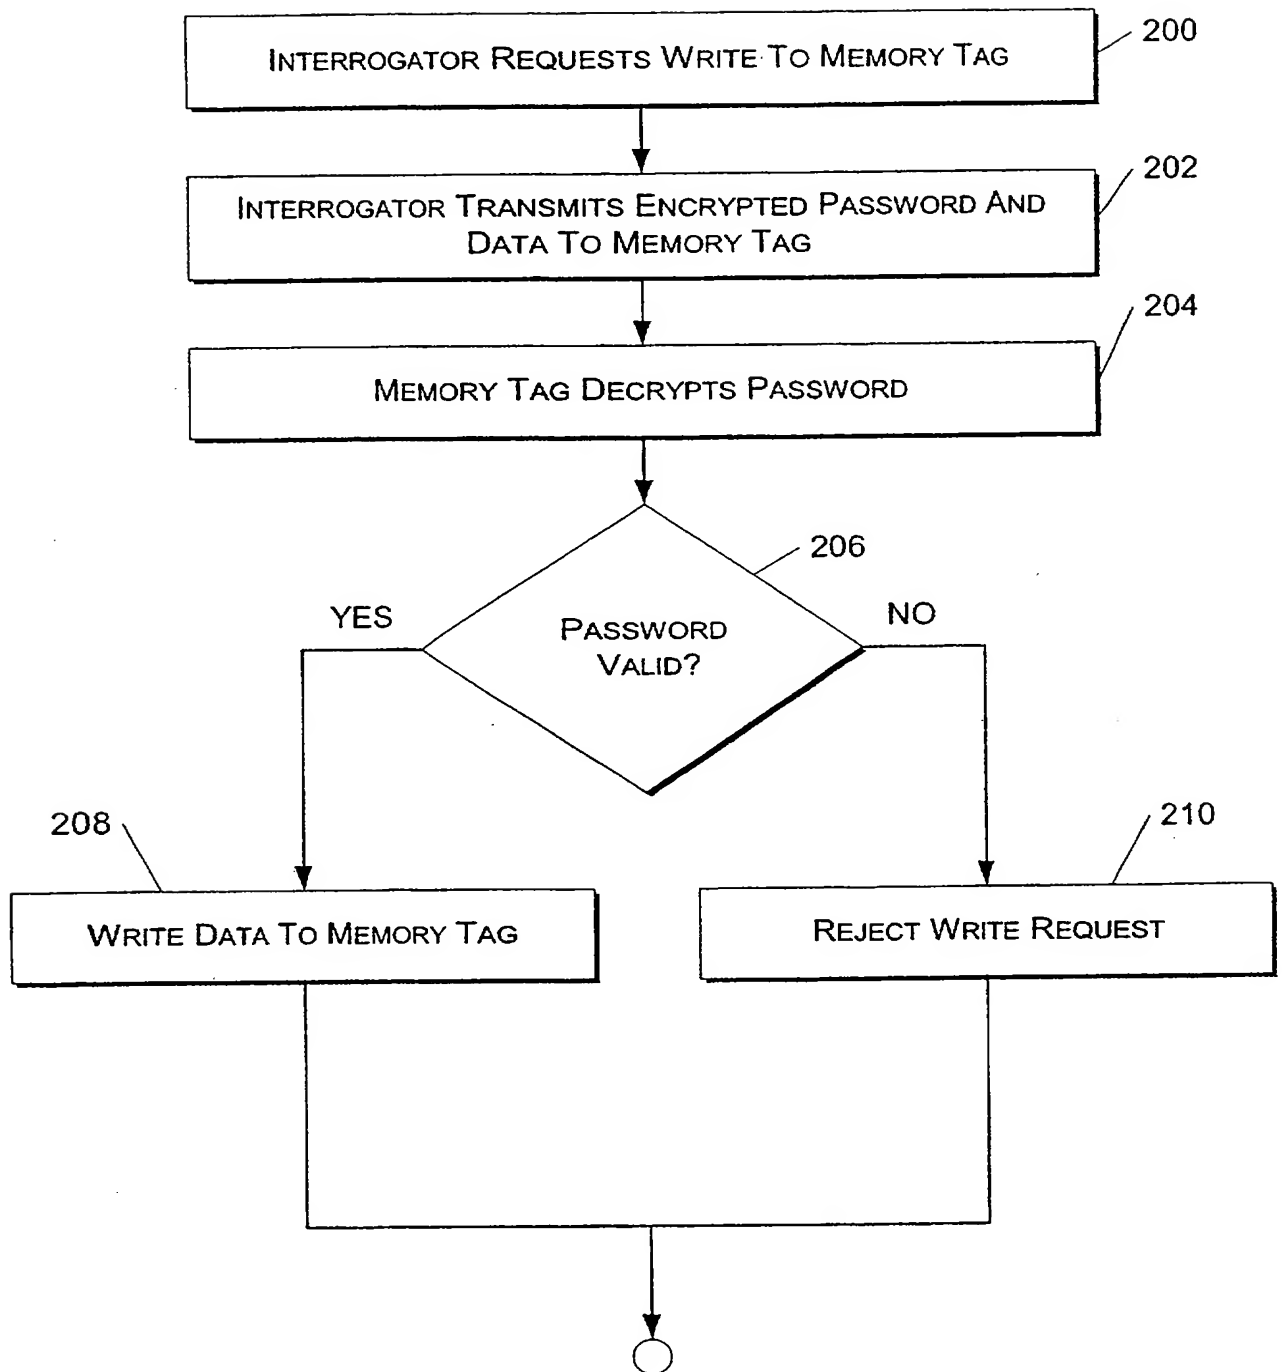 INTERROGATOR REQUESTS WRITE TO MEMORY TAG
200
INTERROGATOR TRANSMITS ENCRYPTED PASSWORD AND
DATA TO MEMORY TAG
202
MEMORY TAG DECRYPTS PASSWORD
204
206
YES
PASSWORD
VALID?
NO
208
WRITE DATA TO MEMORY TAG
210
REJECT WRITE REQUEST